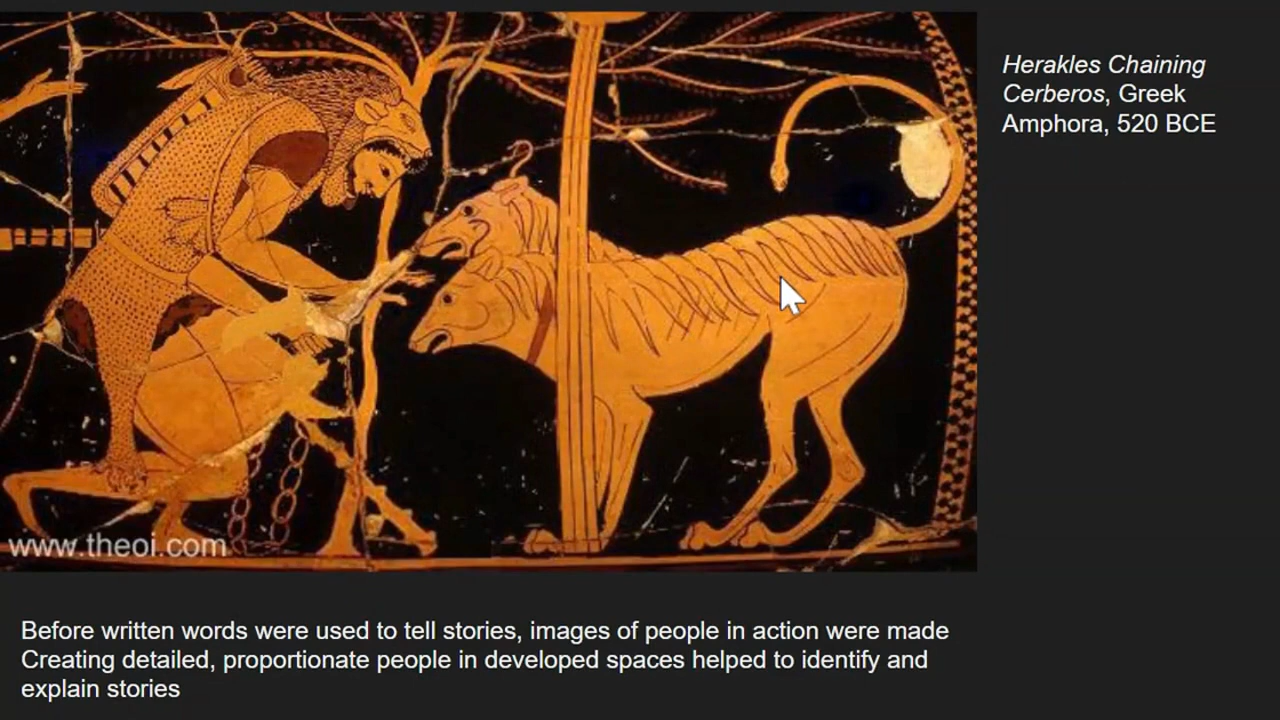 Herakles Chaining
Cerberos, Greek
Amphora, 520 BCE
www.theoi.com
Before written words were used to tell stories, images of people in action were made
Creating detailed, proportionate people in developed spaces helped to identify and
explain stories